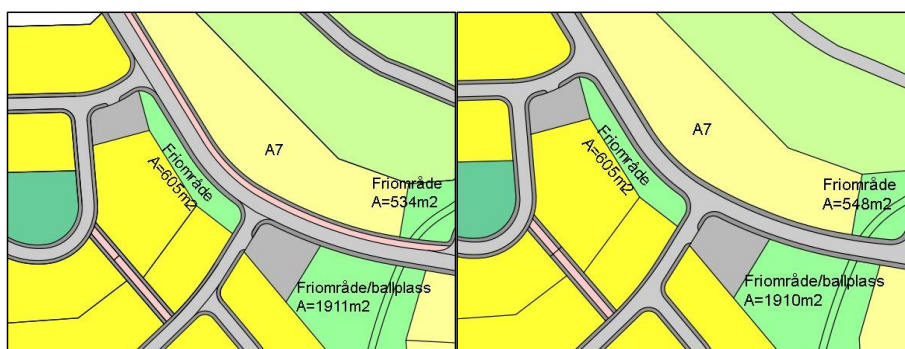 A7
Friområde
A=605m2
Friområde
A=534m2
Friområde/ballplass
A=1911m2
A7
Friområde
A=605m2
Friområde
A=548m2
Friområde/ballplass
A=1910m2